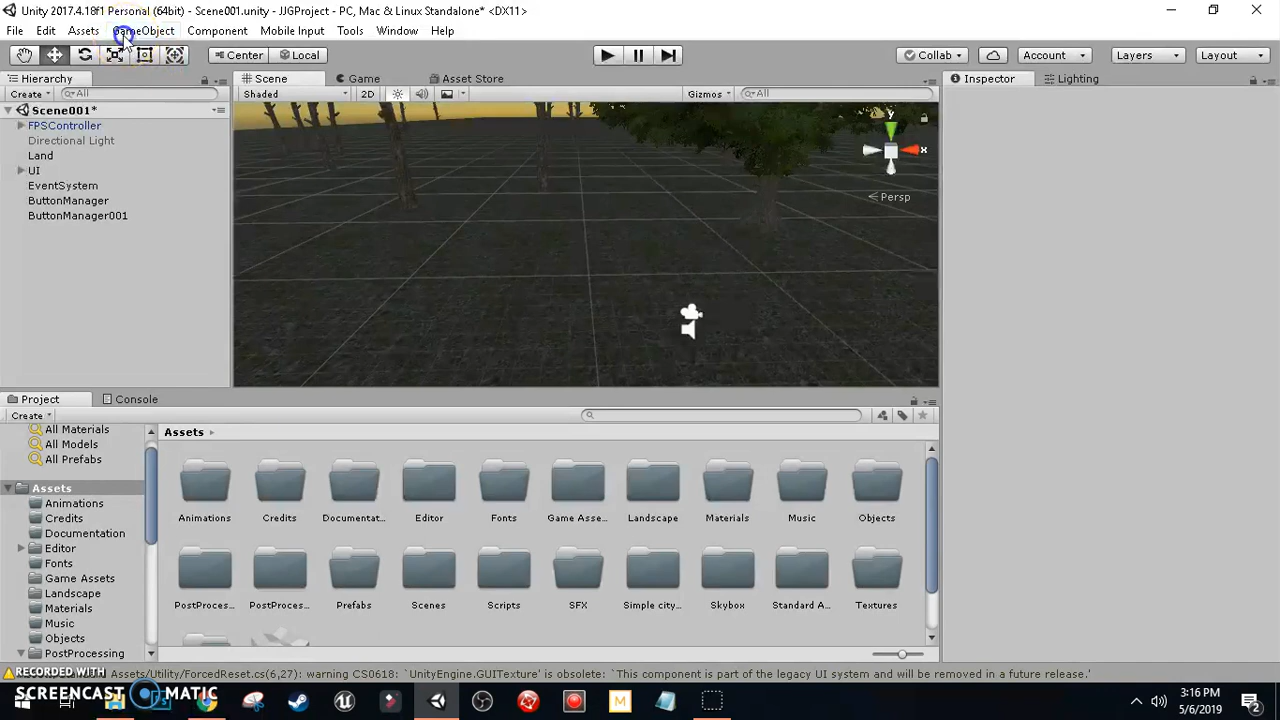 Unity 2017.4.18f1 Personal (64bit) - Scene001.unity - JJGProject - PC, Mac & Linux Standalone* <DX11>
File Edit Assets GameObject Component Mobile Input Tools Window Help
Center Local Collab Account Layers Layout
Hierarchy Scene Game Asset Store Inspector Lighting
Create All Shaded 2D Gizmos All
Scene001*
FPSController
Directional Light
Land
UI
EventSystem
ButtonManager
ButtonManager001
y
x
Persp
Project Console
Create
All Materials
All Models
All Prefabs
Assets
Animations
Credits
Documentation
Editor
Fonts
Game Assets
Landscape
Materials
Music
Objects
PostProcessing
Assets
Animations Credits Documentat... Editor Fonts Game Asse... Landscape Materials Music Objects
PostProces... PostProces... Prefabs Scenes Scripts SFX Simple city... Skybox Standard A... Textures
Assets/Utility/ForcedReset.cs(6,27): warning CS0618: `UnityEngine.GUITexture' is obsolete: `This component is part of the legacy UI system and will be removed in a future release.'
RECORDED WITH
SCREENCAST MATIC
3:16 PM
5/6/2019
2